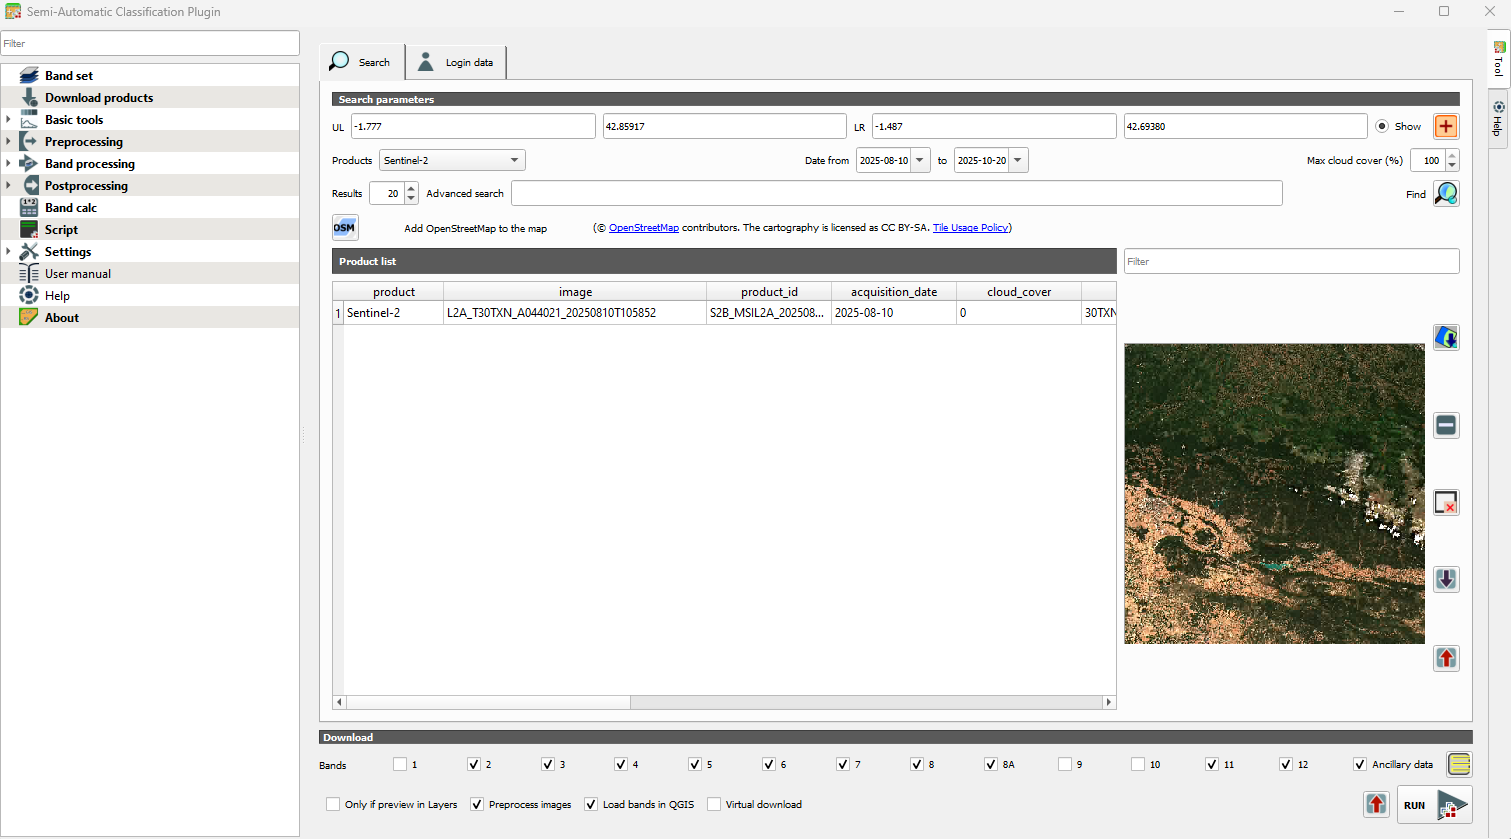 Semi-Automatic Classification Plugin
Filter
Band set
Download products
Basic tools
Preprocessing
Band processing
Postprocessing
Band calc
Script
Settings
User manual
Help
About
Search
Login data
Search parameters
UL -1.777 42.85917 LR -1.487 42.69380 Show
Products Sentinel-2 Date from 2025-08-10 to 2025-10-20 Max cloud cover (%) 100
Results 20 Advanced search Find
OSM Add OpenStreetMap to the map (© OpenStreetMap contributors. The cartography is licensed as CC BY-SA. Tile Usage Policy)
Product list Filter
product image product_id acquisition_date cloud_cover
1 Sentinel-2 L2A_T30TXN_A044021_20250810T105852 S2B_MSIL2A_202508... 2025-08-10 0 30TXN
Download
Bands 1 2 3 4 5 6 7 8 8A 9 10 11 12 Ancillary data
Only if preview in Layers Preprocess images Load bands in QGIS Virtual download RUN
Tool
Help